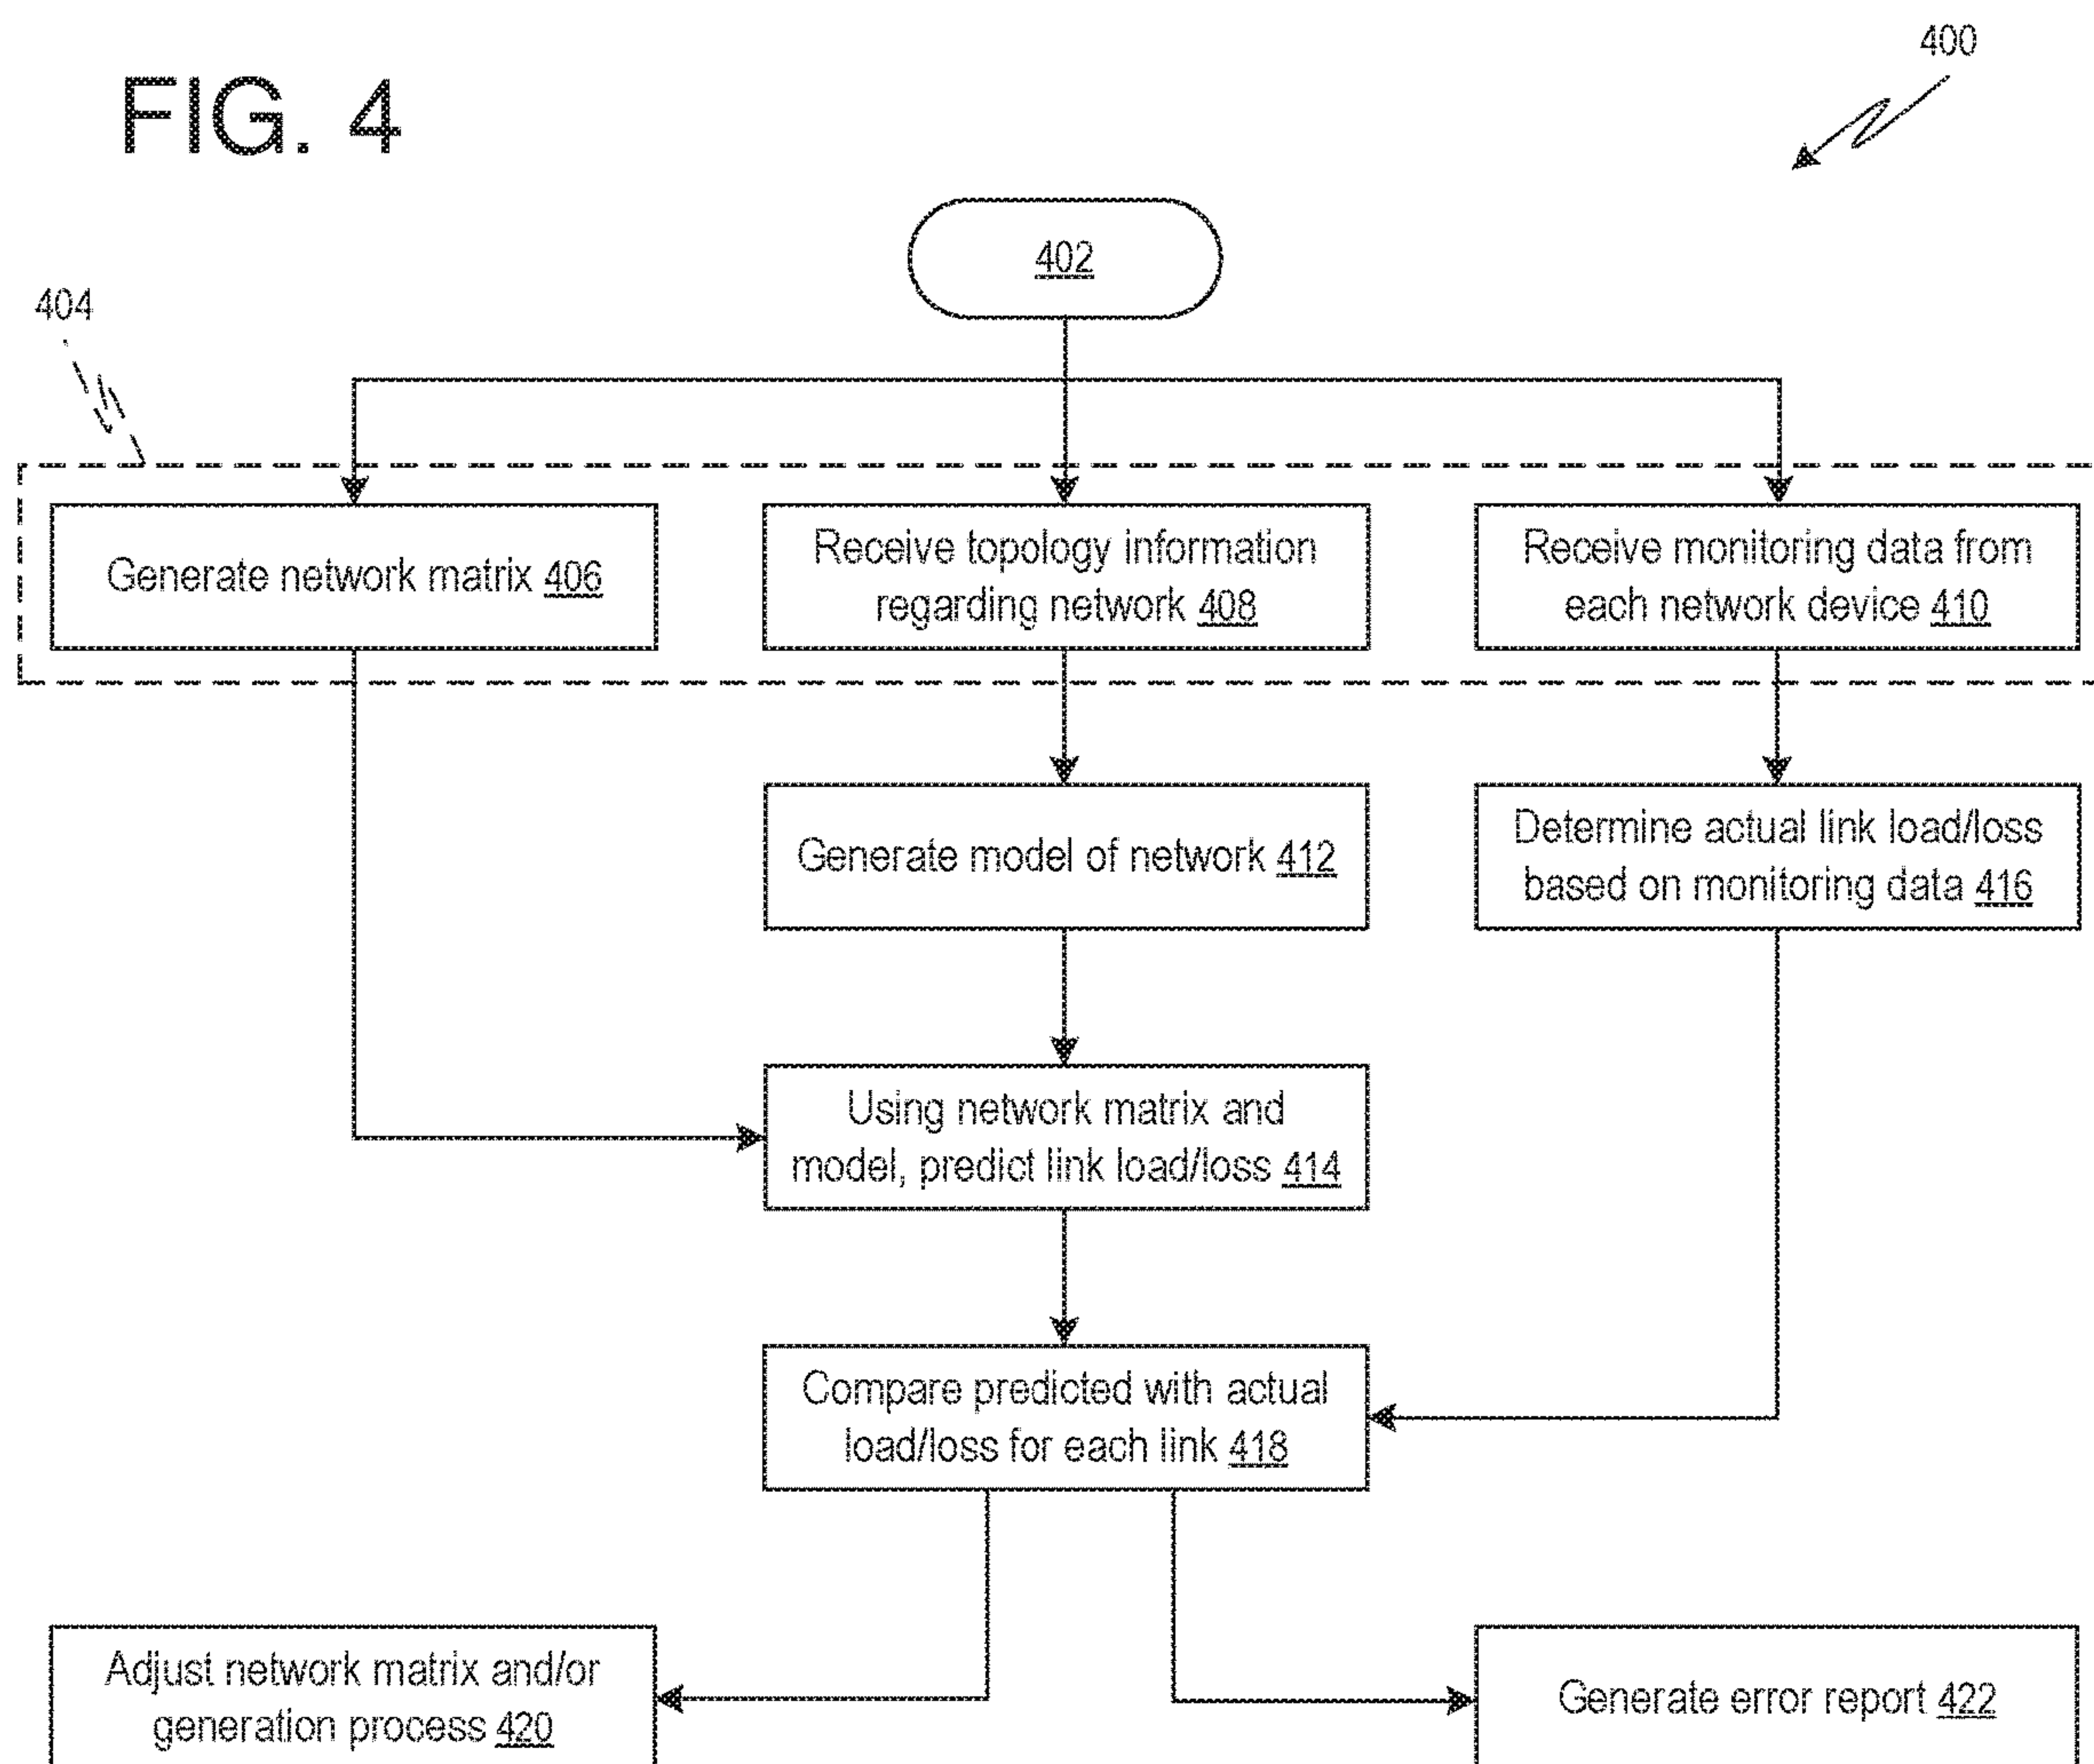 FIG. 4
400
402
404
Generate network matrix 406
Receive topology information
regarding network 408
Receive monitoring data from
each network device 410
Generate model of network 412
Determine actual link load/loss
based on monitoring data 416
Using network matrix and
model, predict link load/loss 414
Compare predicted with actual
load/loss for each link 418
Adjust network matrix and/or
generation process 420
Generate error report 422